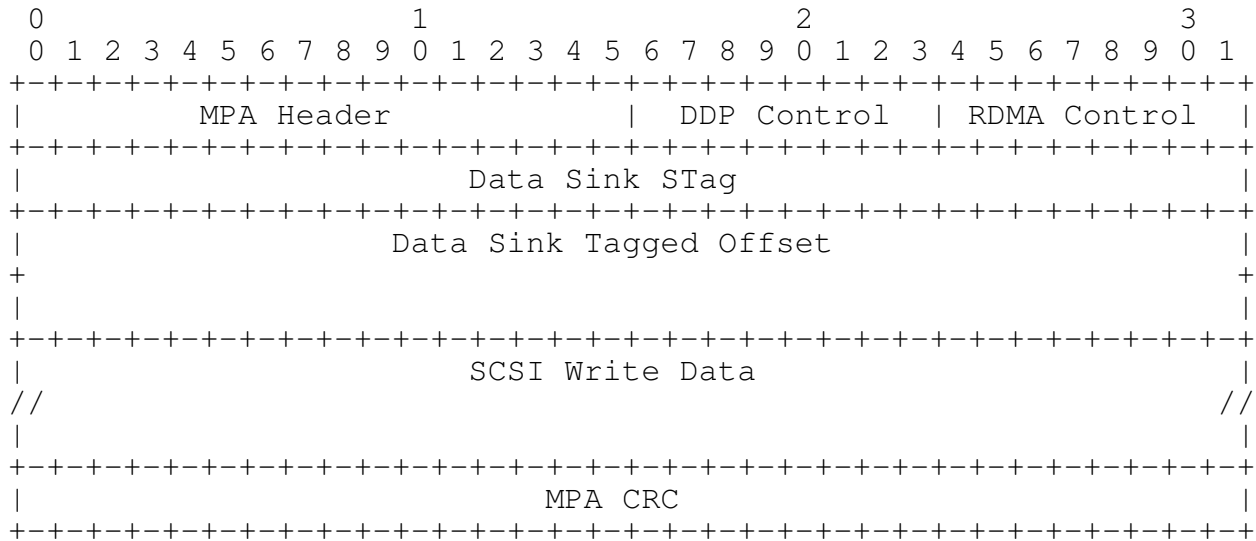 0                   1                   2                   3
 0 1 2 3 4 5 6 7 8 9 0 1 2 3 4 5 6 7 8 9 0 1 2 3 4 5 6 7 8 9 0 1
+-+-+-+-+-+-+-+-+-+-+-+-+-+-+-+-+-+-+-+-+-+-+-+-+-+-+-+-+-+-+-+-+
|         MPA Header            |  DDP Control  | RDMA Control  |
+-+-+-+-+-+-+-+-+-+-+-+-+-+-+-+-+-+-+-+-+-+-+-+-+-+-+-+-+-+-+-+-+
|                       Data Sink STag                          |
+-+-+-+-+-+-+-+-+-+-+-+-+-+-+-+-+-+-+-+-+-+-+-+-+-+-+-+-+-+-+-+-+
|                   Data Sink Tagged Offset                     |
+                                                               +
|                                                               |
+-+-+-+-+-+-+-+-+-+-+-+-+-+-+-+-+-+-+-+-+-+-+-+-+-+-+-+-+-+-+-+-+
|                       SCSI Write Data                         |
//                                                             //
|                                                               |
+-+-+-+-+-+-+-+-+-+-+-+-+-+-+-+-+-+-+-+-+-+-+-+-+-+-+-+-+-+-+-+-+
|                           MPA CRC                             |
+-+-+-+-+-+-+-+-+-+-+-+-+-+-+-+-+-+-+-+-+-+-+-+-+-+-+-+-+-+-+-+-+